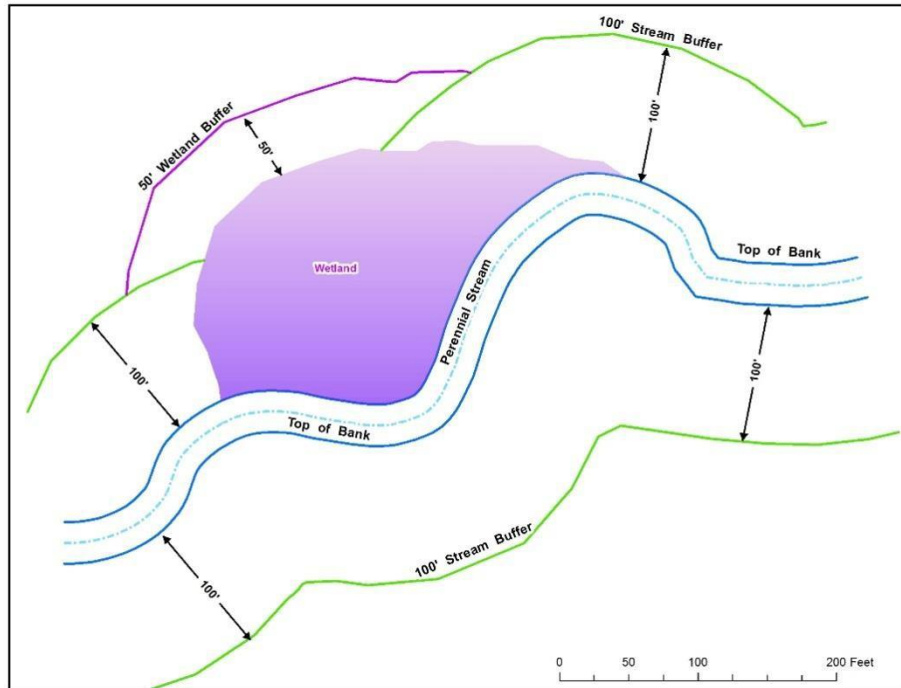 100' Stream Buffer
100'
50' Wetland Buffer
50'
Top of Bank
Wetland
Perennial Stream
100'
100'
Top of Bank
100' Stream Buffer
100'
0 50 100 200 Feet